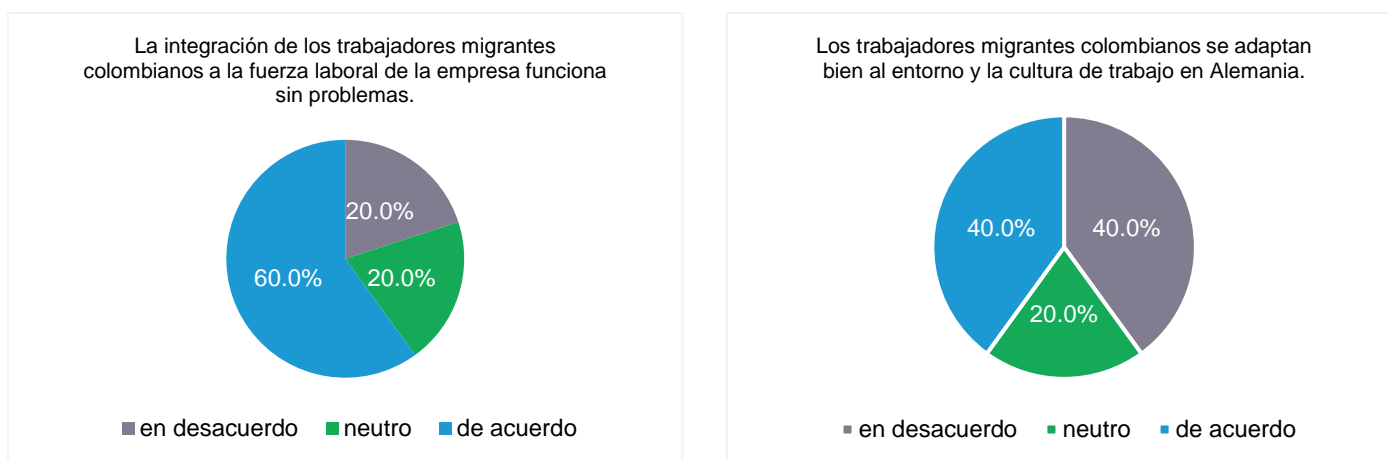 La integración de los trabajadores migrantes
colombianos a la fuerza laboral de la empresa funciona
sin problemas.
20.0%
60.0%
20.0%
en desacuerdo neutro de acuerdo
Los trabajadores migrantes colombianos se adaptan
bien al entorno y la cultura de trabajo en Alemania.
40.0%
40.0%
20.0%
en desacuerdo neutro de acuerdo